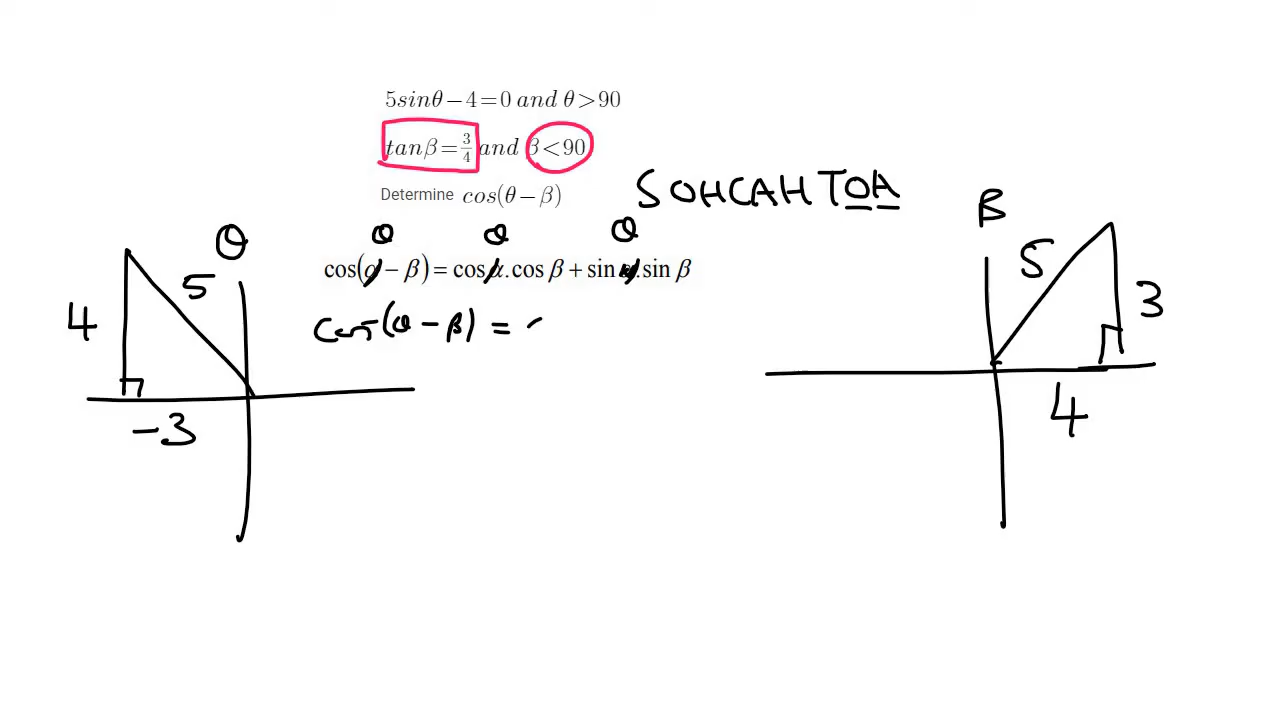 5sinθ−4=0 and θ>90
tanβ=3/4 and β<90
Determine cos(θ−β)
SOHCAHTOA
θ
θ θ θ
β
cos(α−β)=cosα.cosβ+sinα.sinβ
cos(θ−β)=
4
5
-3
5
3
4